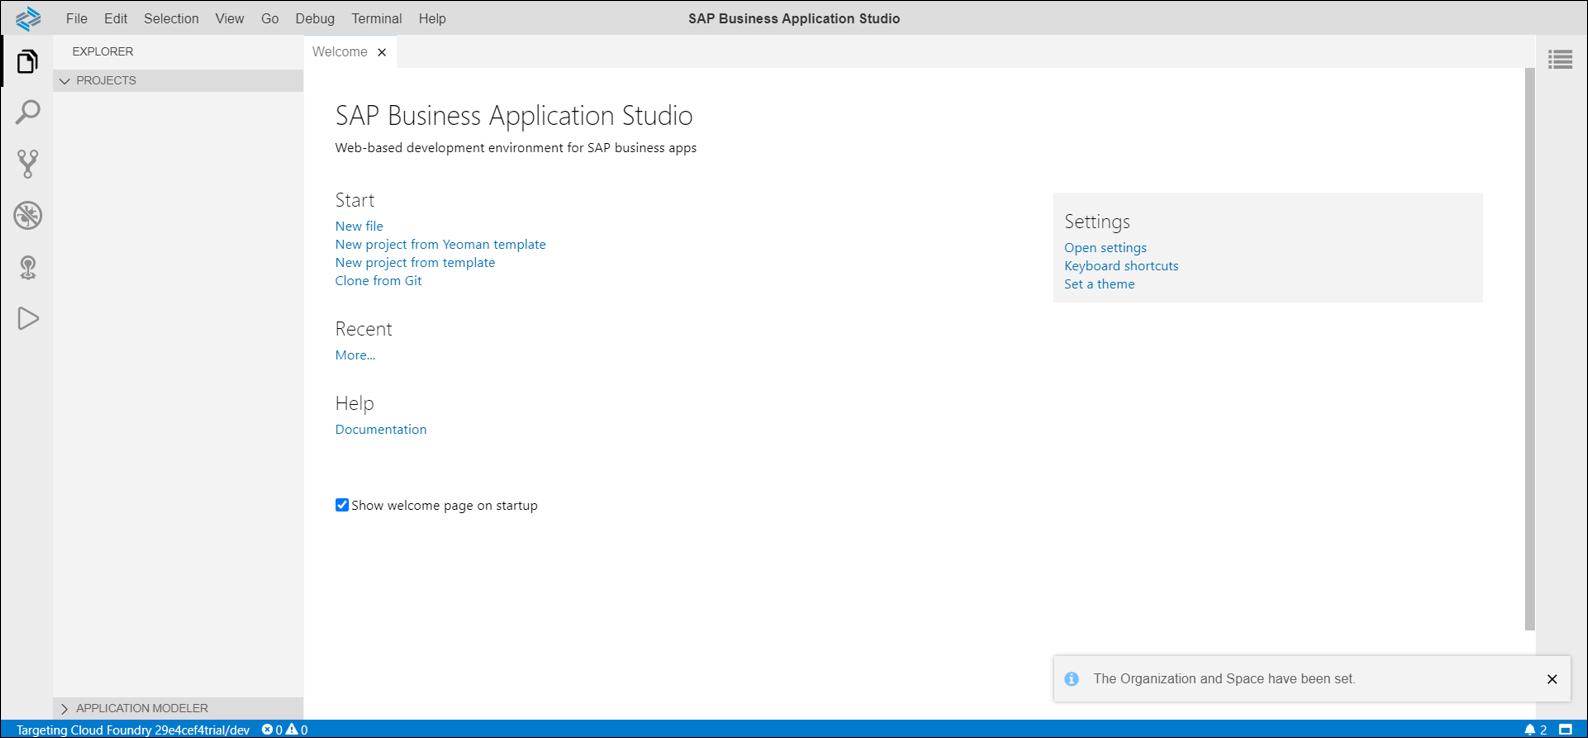 File Edit Selection View Go Debug Terminal Help SAP Business Application Studio
EXPLORER
PROJECTS
Welcome
SAP Business Application Studio
Web-based development environment for SAP business apps
Start
New file
New project from Yeoman template
New project from template
Clone from Git
Recent
More...
Help
Documentation
Show welcome page on startup
Settings
Open settings
Keyboard shortcuts
Set a theme
The Organization and Space have been set.
APPLICATION MODELER
Targeting Cloud Foundry 29e4cef4trial/dev 0 0 2